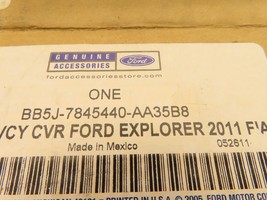 GENUINE
ACCESSORIES
Ford
fordaccessoriesstore.com
ONE
BB5J-7845440-AA35B8
VCY CVR FORD EXPLORER 2011 F'A
Made in Mexico
052611
PRINTED IN U.S.A. © 2005, FORD MOTOR